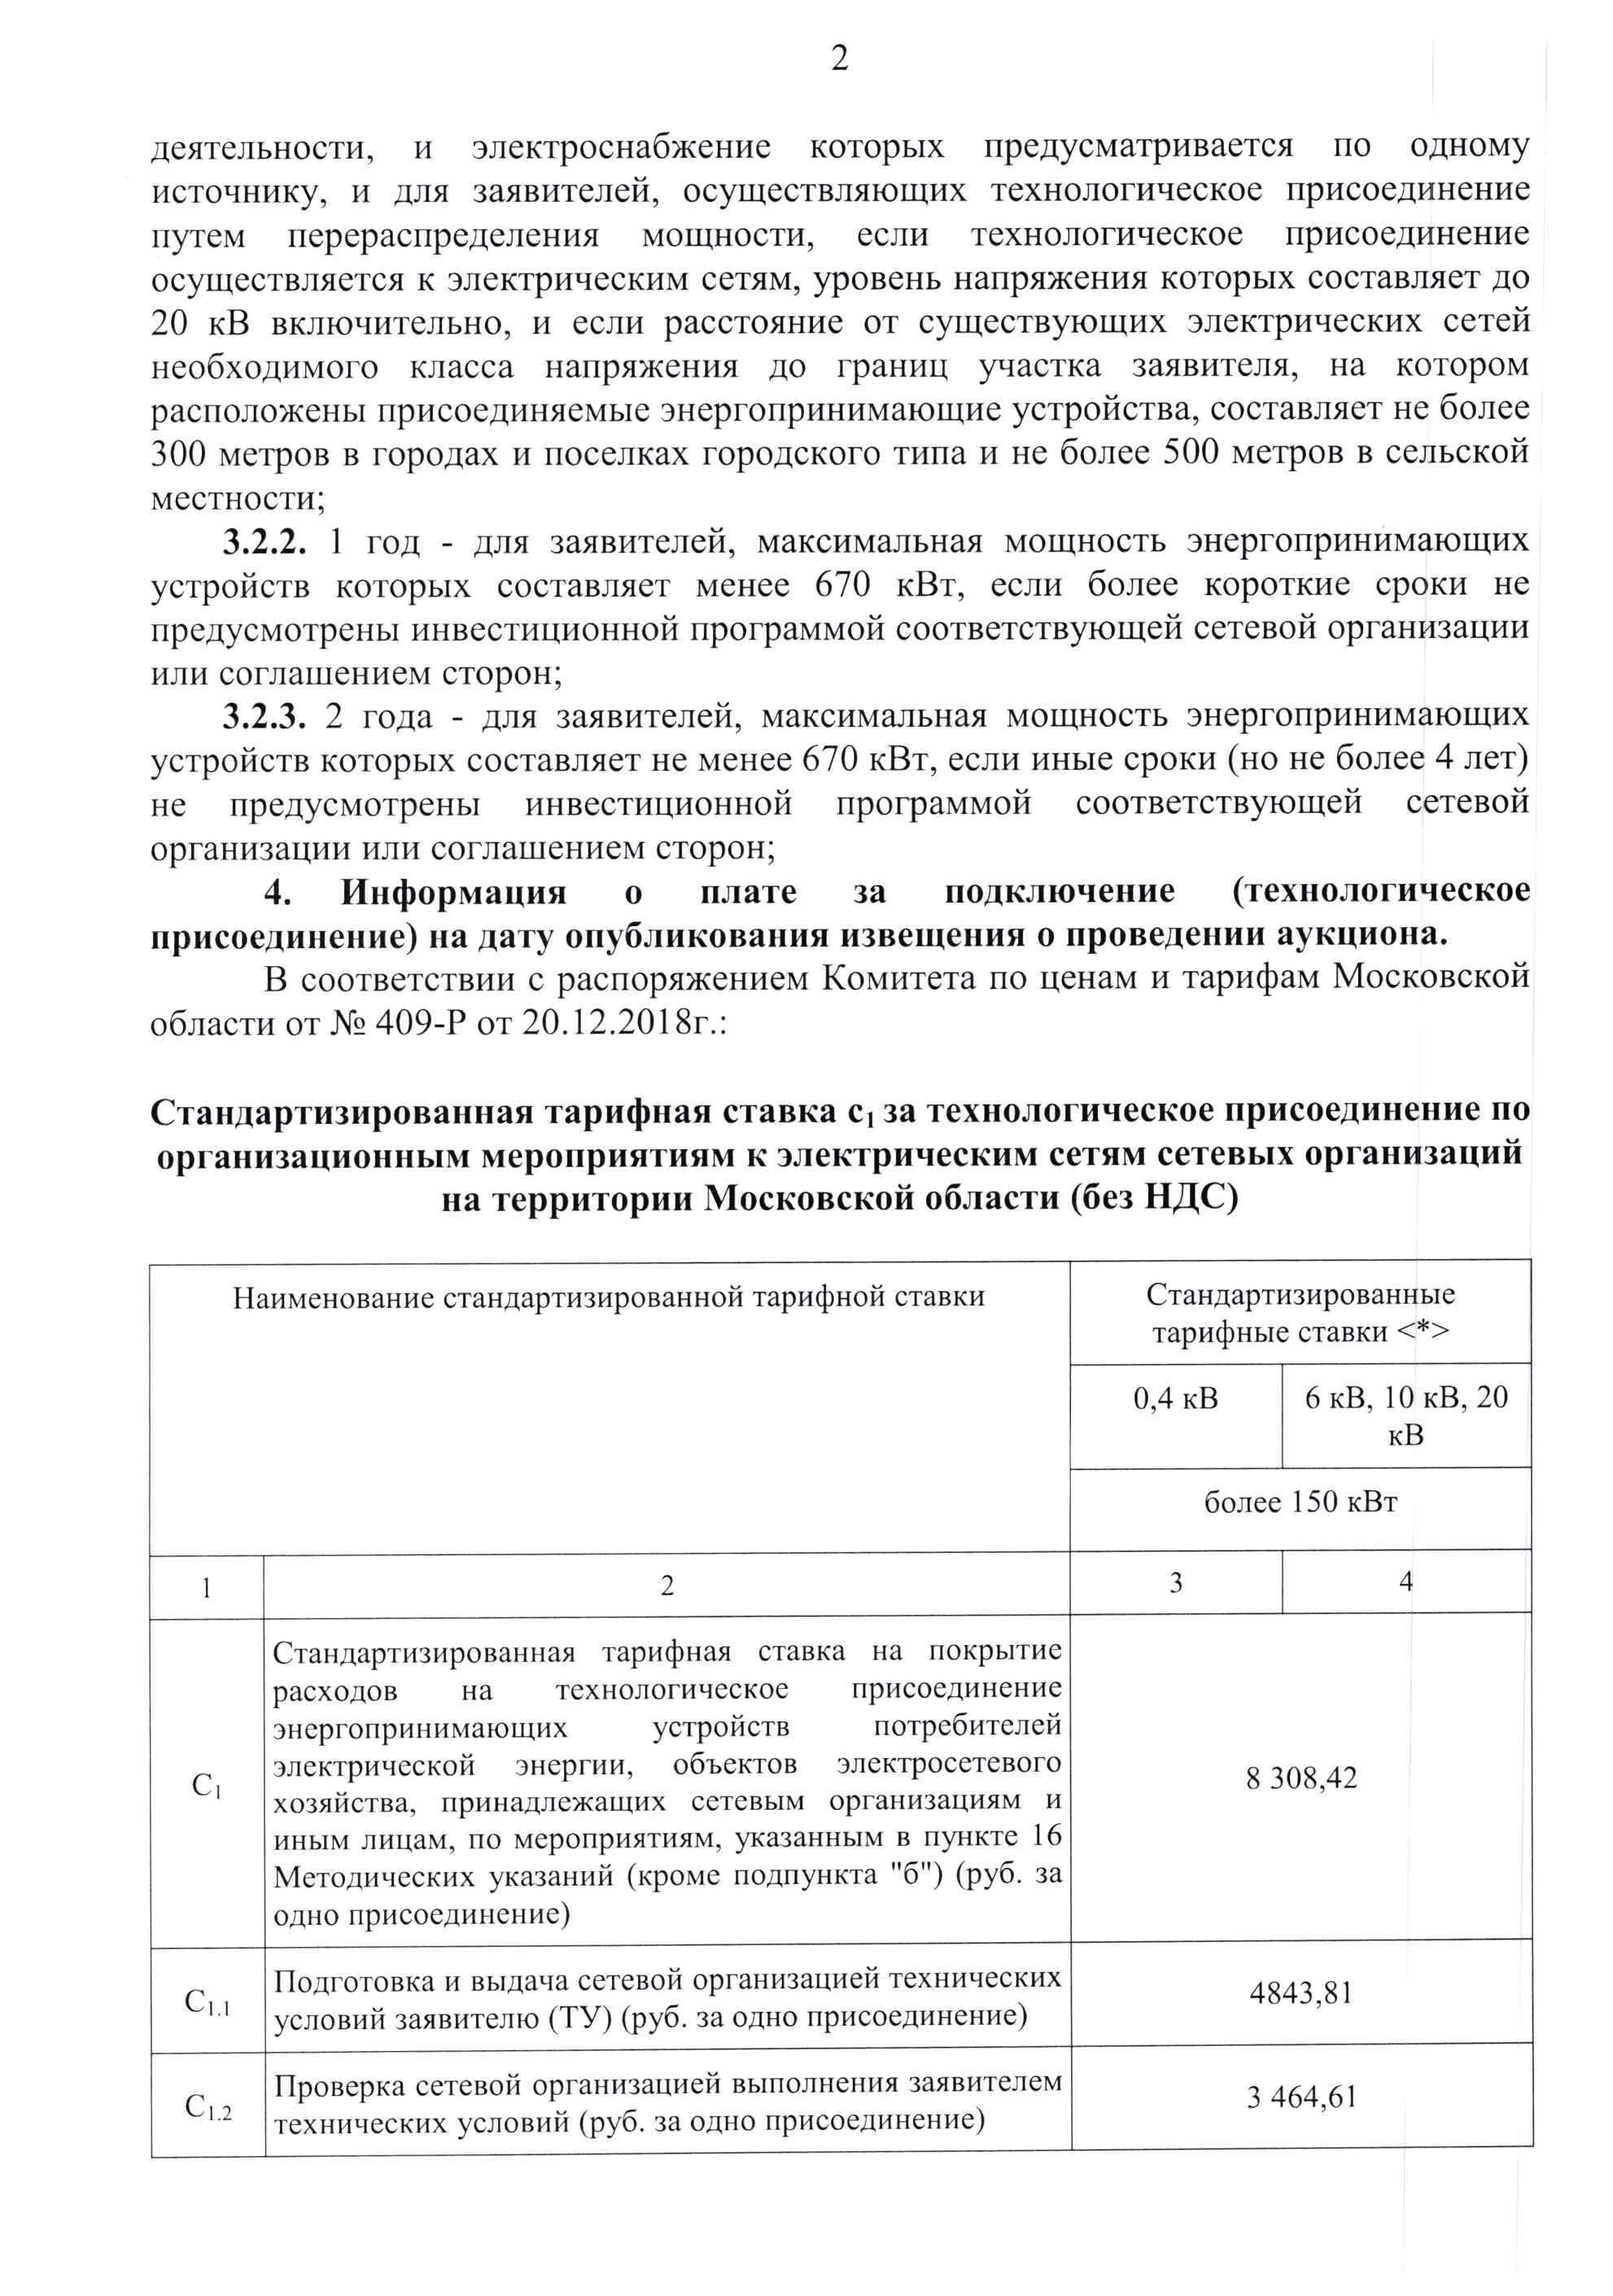 2
деятельности, и электроснабжение которых предусматривается по одному
источнику, и для заявителей, осуществляющих технологическое присоединение
путем перераспределения мощности, если технологическое присоединение
осуществляется к электрическим сетям, уровень напряжения которых составляет до
20 кВ включительно, и если расстояние от существующих электрических сетей
необходимого класса напряжения до границ участка заявителя, на котором
расположены присоединяемые энергопринимающие устройства, составляет не более
300 метров в городах и поселках городского типа и не более 500 метров в сельской
местности;
3.2.2. 1 год - для заявителей, максимальная мощность энергопринимающих
устройств которых составляет менее 670 кВт, если более короткие сроки не
предусмотрены инвестиционной программой соответствующей сетевой организации
или соглашением сторон;
3.2.3. 2 года - для заявителей, максимальная мощность энергопринимающих
устройств которых составляет не менее 670 кВт, если иные сроки (но не более 4 лет)
не предусмотрены инвестиционной программой соответствующей сетевой
организации или соглашением сторон;
4. Информация о плате за подключение (технологическое
присоединение) на дату опубликования извещения о проведении аукциона.
В соответствии с распоряжением Комитета по ценам и тарифам Московской
области от № 409-Р от 20.12.2018г.:
Стандартизированная тарифная ставка с1 за технологическое присоединение по
организационным мероприятиям к электрическим сетям сетевых организаций
на территории Московской области (без НДС)
Наименование стандартизированной тарифной ставки
Стандартизированные
тарифные ставки <*>
0,4 кВ
6 кВ, 10 кВ, 20
кВ
более 150 кВт
1
2
3
4
С1
Стандартизированная тарифная ставка на покрытие
расходов на технологическое присоединение
энергопринимающих устройств потребителей
электрической энергии, объектов электросетевого
хозяйства, принадлежащих сетевым организациям и
иным лицам, по мероприятиям, указанным в пункте 16
Методических указаний (кроме подпункта "б") (руб. за
одно присоединение)
8 308,42
С1.1
Подготовка и выдача сетевой организацией технических
условий заявителю (ТУ) (руб. за одно присоединение)
4843,81
С1.2
Проверка сетевой организацией выполнения заявителем
технических условий (руб. за одно присоединение)
3 464,61